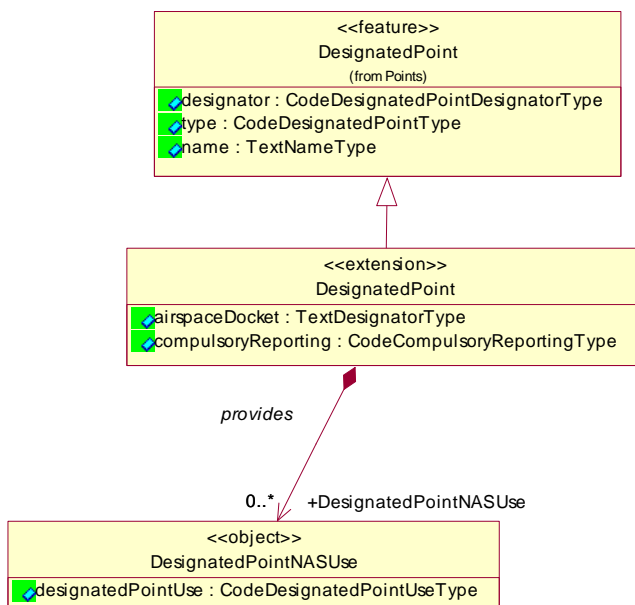 <<feature>>
DesignatedPoint
(from Points)
designator : CodeDesignatedPointDesignatorType
type : CodeDesignatedPointType
name : TextNameType
<<extension>>
DesignatedPoint
airspaceDocket : TextDesignatorType
compulsoryReporting : CodeCompulsoryReportingType
provides
0..* +DesignatedPointNASUse
<<object>>
DesignatedPointNASUse
designatedPointUse : CodeDesignatedPointUseType